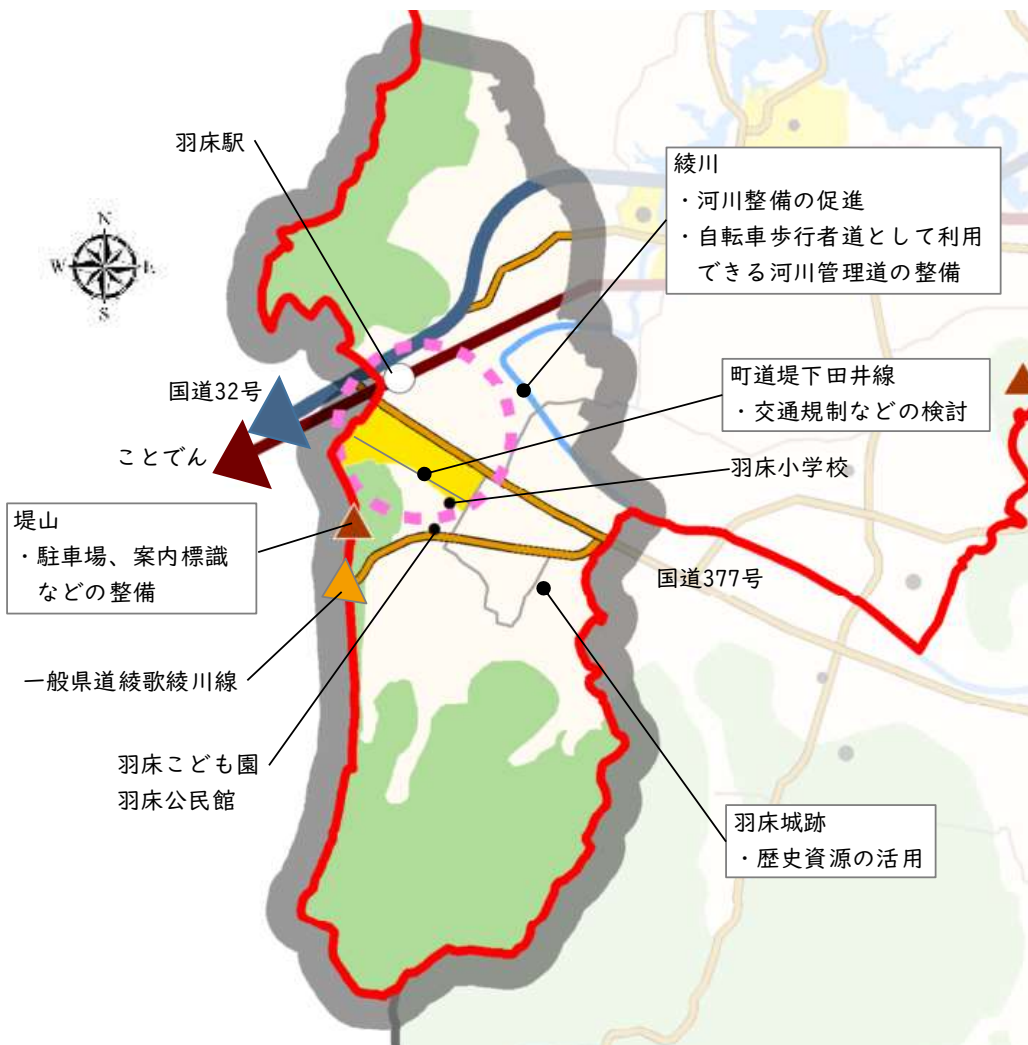 羽床駅
綾川
・河川整備の促進
・自転車歩行者道として利用
できる河川管理道の整備
N
W
E
S
国道32号
町道堤下田井線
・交通規制などの検討
ことでん
羽床小学校
堤山
・駐車場、案内標識
などの整備
国道377号
一般県道綾歌綾川線
羽床こども園
羽床公民館
羽床城跡
・歴史資源の活用